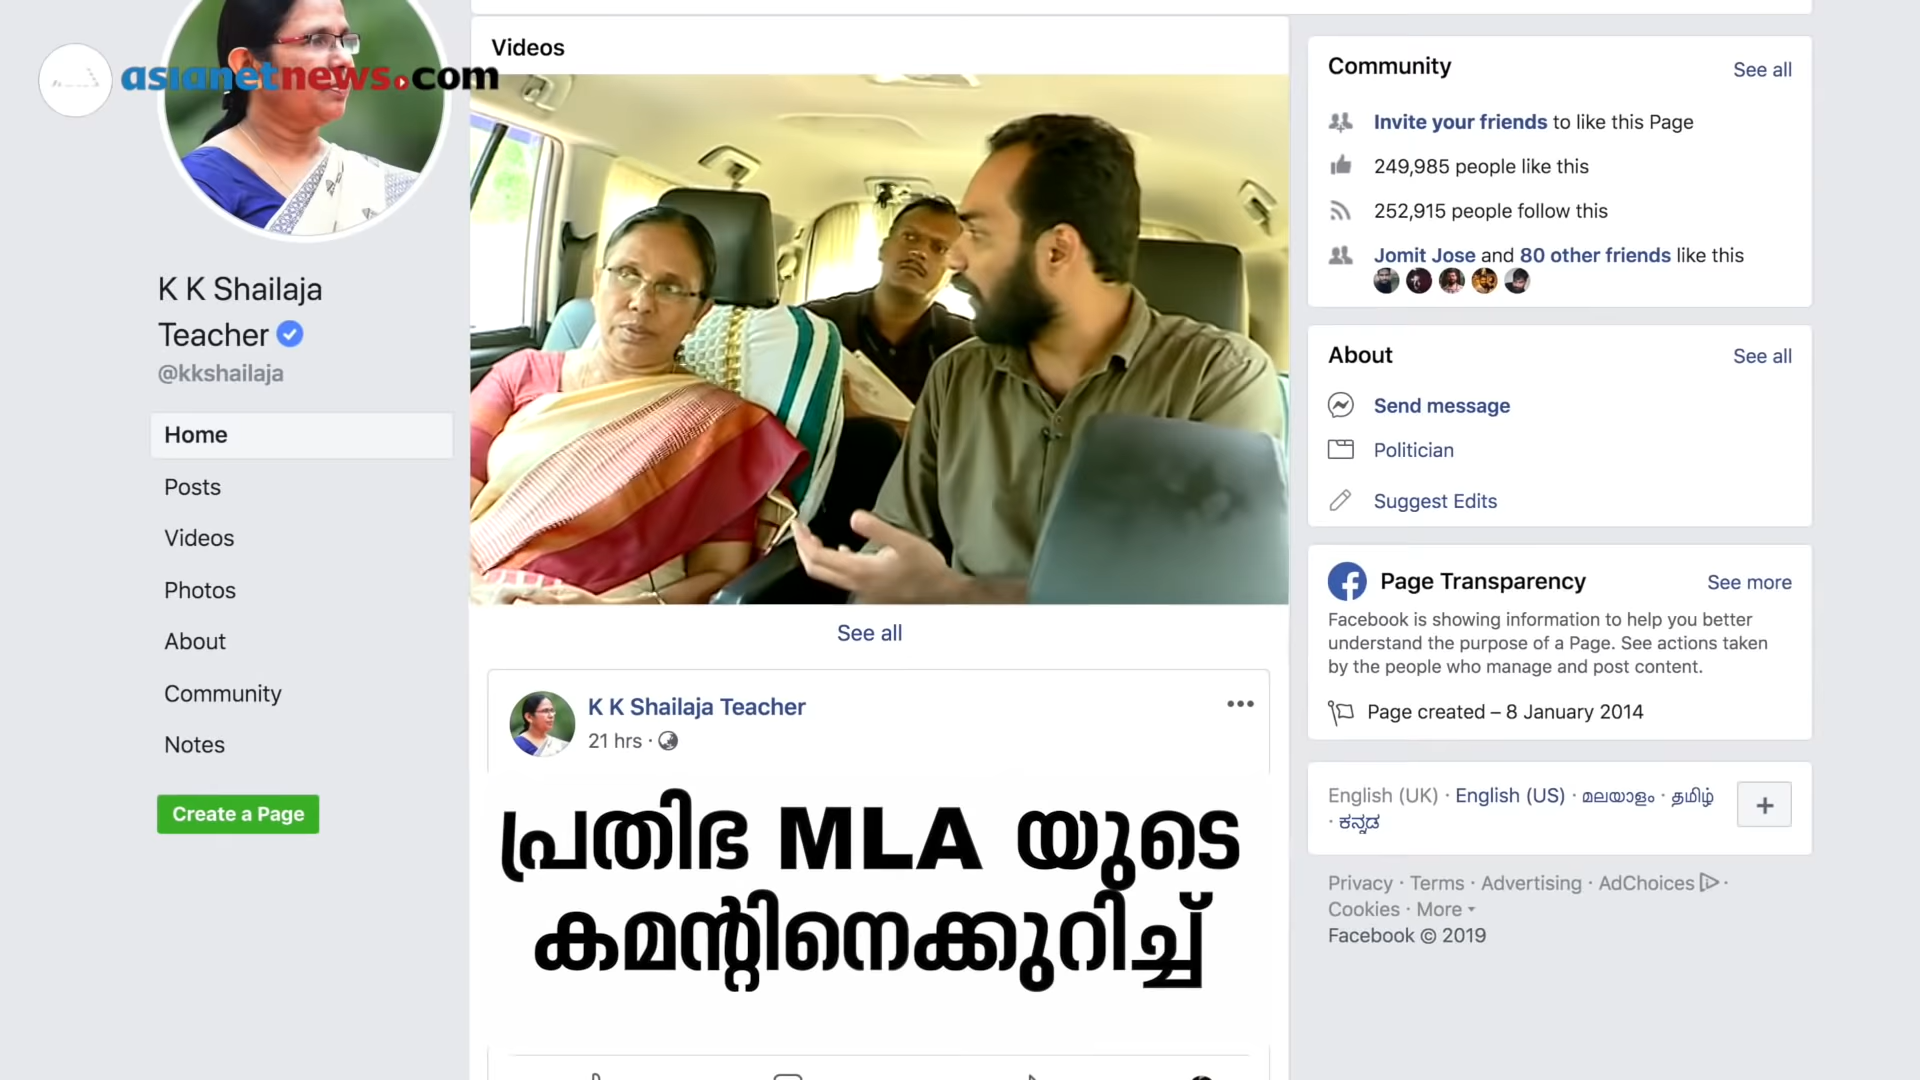 asianetnews.com
K K Shailaja
Teacher
@kkshailaja
Home
Posts
Videos
Photos
About
Community
Notes
Create a Page
Videos
See all
K K Shailaja Teacher
21 hrs ·
പ്രതിഭ MLA യുടെ
കമന്റിനെക്കുറിച്ച്
Community
See all
Invite your friends to like this Page
249,985 people like this
252,915 people follow this
Jomit Jose and 80 other friends like this
About
See all
Send message
Politician
Suggest Edits
Page Transparency
See more
Facebook is showing information to help you better
understand the purpose of a Page. See actions taken
by the people who manage and post content.
Page created – 8 January 2014
English (UK) · English (US) · മലയാളം · தமிழ்
· ಕನ್ನಡ
Privacy · Terms · Advertising · AdChoices ·
Cookies · More
Facebook © 2019